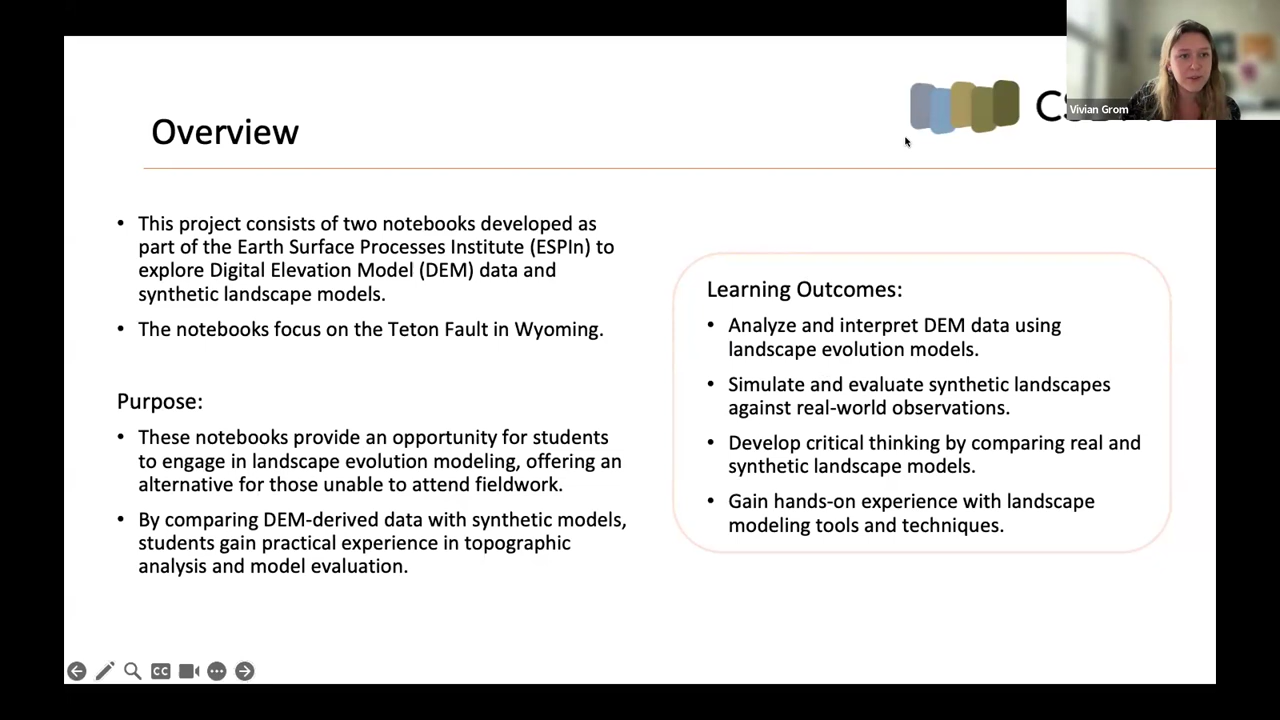 Vivian Grom
Overview
This project consists of two notebooks developed as
part of the Earth Surface Processes Institute (ESPIn) to
explore Digital Elevation Model (DEM) data and
synthetic landscape models.
The notebooks focus on the Teton Fault in Wyoming.
Purpose:
These notebooks provide an opportunity for students
to engage in landscape evolution modeling, offering an
alternative for those unable to attend fieldwork.
By comparing DEM-derived data with synthetic models,
students gain practical experience in topographic
analysis and model evaluation.
Learning Outcomes:
Analyze and interpret DEM data using
landscape evolution models.
Simulate and evaluate synthetic landscapes
against real-world observations.
Develop critical thinking by comparing real and
synthetic landscape models.
Gain hands-on experience with landscape
modeling tools and techniques.
CC